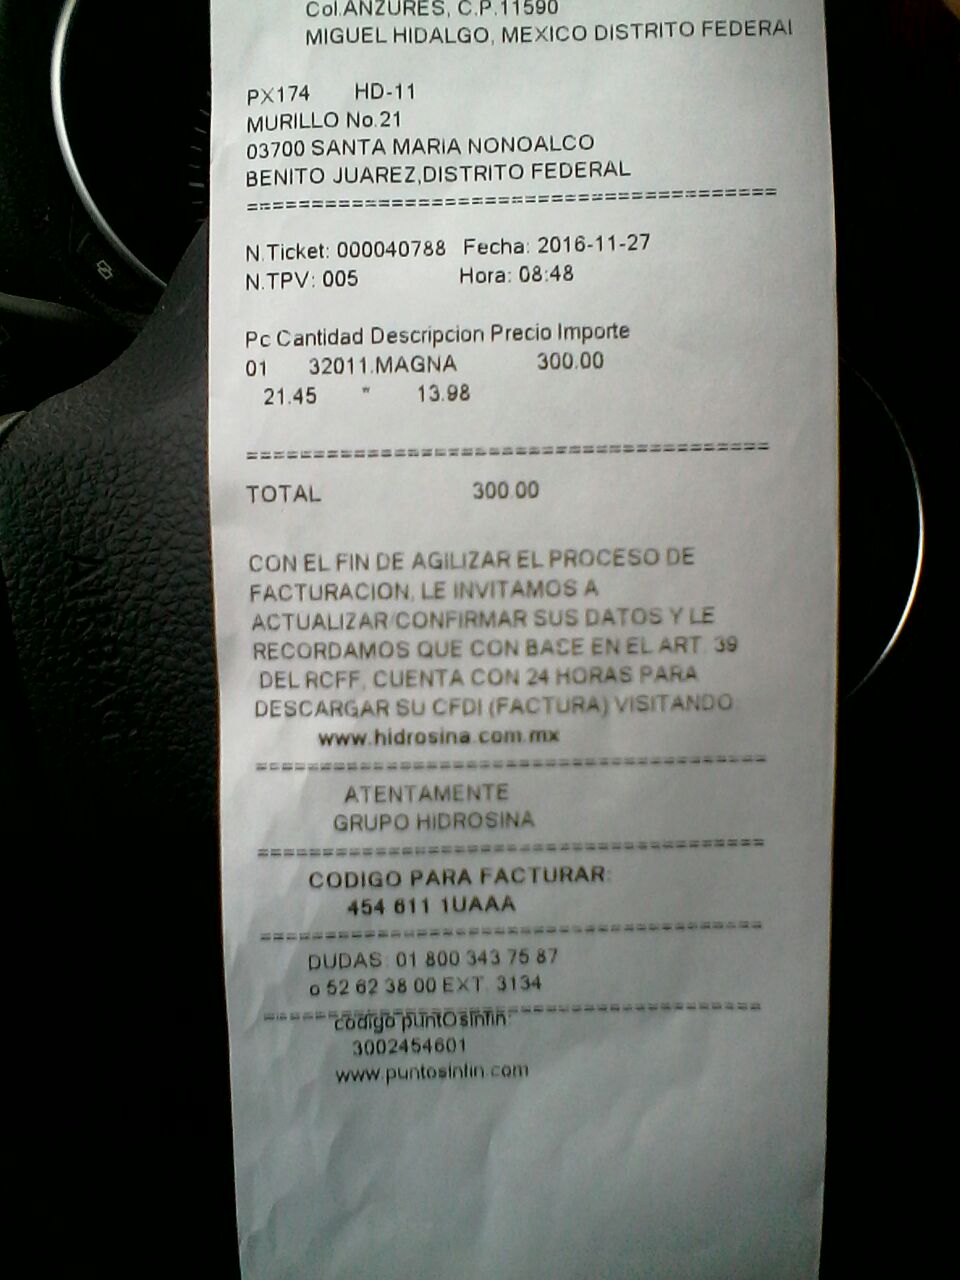 Col.ANZURES, C.P.11590
MIGUEL HIDALGO, MEXICO DISTRITO FEDERAl
PX174 HD-11
MURILLO No.21
03700 SANTA MARIA NONOALCO
BENITO JUAREZ,DISTRITO FEDERAL
========================================
N.Ticket: 000040788 Fecha: 2016-11-27
N.TPV: 005 Hora: 08:48
Pc Cantidad Descripcion Precio Importe
01 32011.MAGNA 300.00
21.45 * 13.98
========================================
TOTAL 300.00
CON EL FIN DE AGILIZAR EL PROCESO DE
FACTURACION, LE INVITAMOS A
ACTUALIZAR/CONFIRMAR SUS DATOS Y LE
RECORDAMOS QUE CON BASE EN EL ART. 39
DEL RCFF, CUENTA CON 24 HORAS PARA
DESCARGAR SU CFDI (FACTURA) VISITANDO:
www.hidrosina.com.mx
========================================
ATENTAMENTE
GRUPO HIDROSINA
========================================
CODIGO PARA FACTURAR:
454 611 1UAAA
========================================
DUDAS: 01 800 343 75 87
o 52 62 38 00 EXT. 3134
========================================
codigo puntOsinfin:
3002454601
www.puntosinfin.com